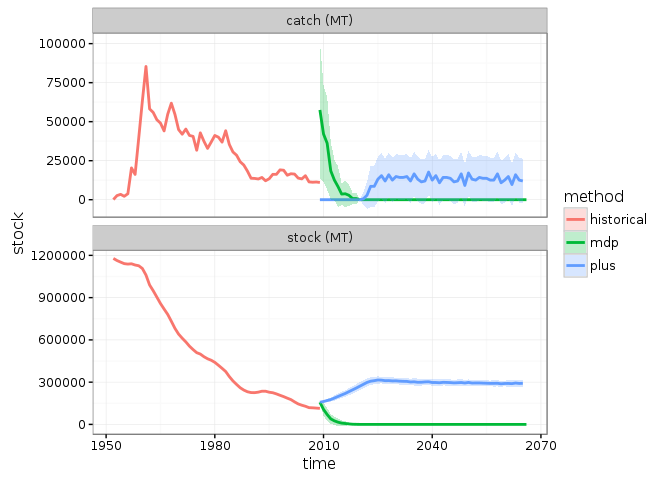 catch (MT)
100000
75000
50000
25000
0
stock (MT)
1200000
900000
600000
300000
0
1950 1980 2010 2040 2070
time
stock
method
historical
mdp
plus